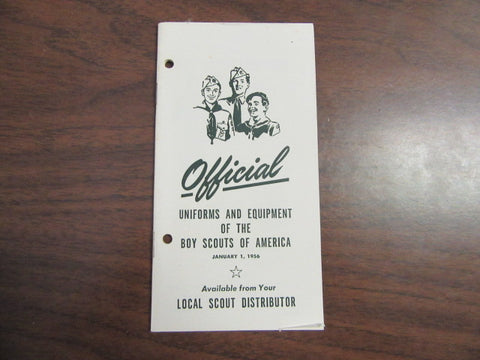 Official
UNIFORMS AND EQUIPMENT
OF THE
BOY SCOUTS OF AMERICA
JANUARY 1, 1956
Available from Your
LOCAL SCOUT DISTRIBUTOR